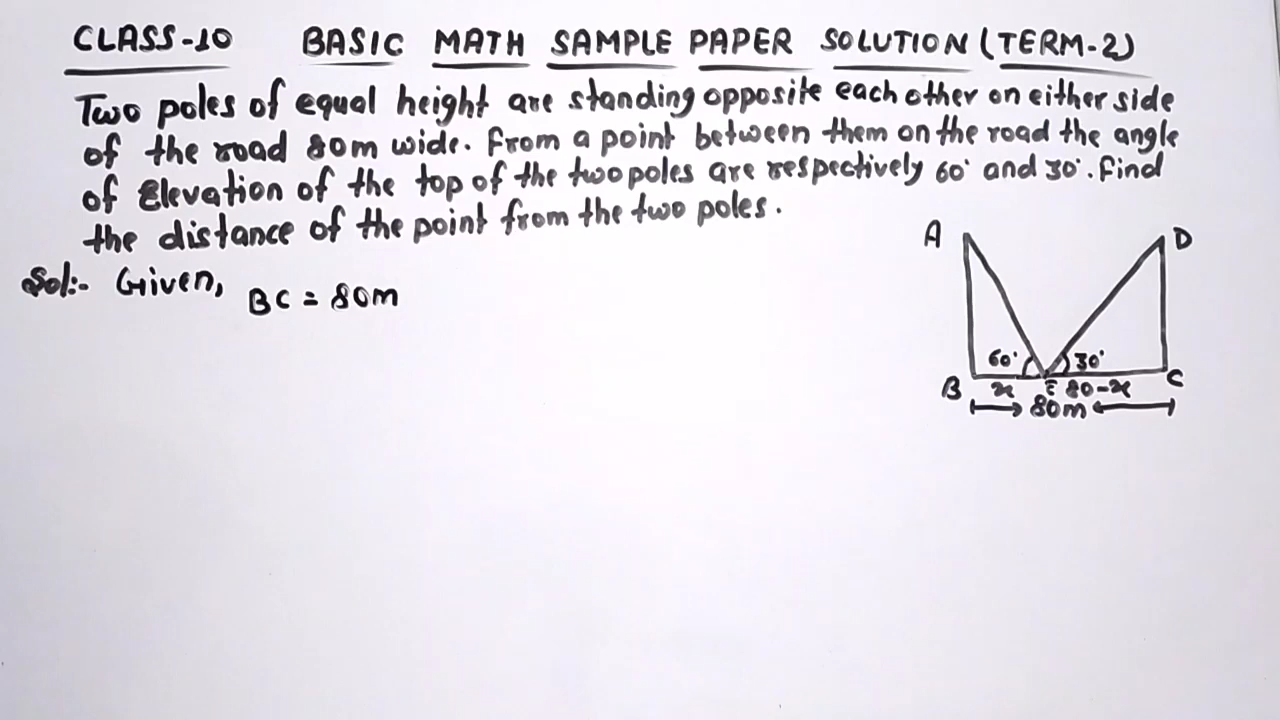 CLASS-10 BASIC MATH SAMPLE PAPER SOLUTION (TERM-2)
Two poles of equal height are standing opposite each other on either side
of the road 80m wide. From a point between them on the road the angle
of Elevation of the top of the two poles are respectively 60° and 30°. Find
the distance of the point from the two poles.
Sol:- Given, BC = 80m
A D
60° 30°
B x E 80-x C
80m